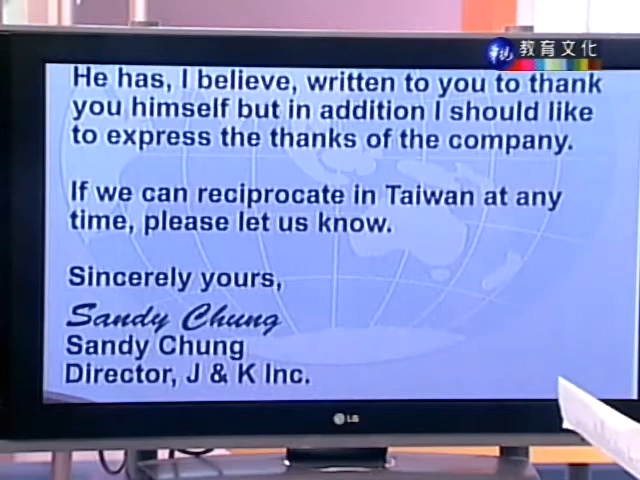 華視 教育文化
He has, I believe, written to you to thank
you himself but in addition I should like
to express the thanks of the company.
If we can reciprocate in Taiwan at any
time, please let us know.
Sincerely yours,
Sandy Chung
Sandy Chung
Director, J & K Inc.
LG